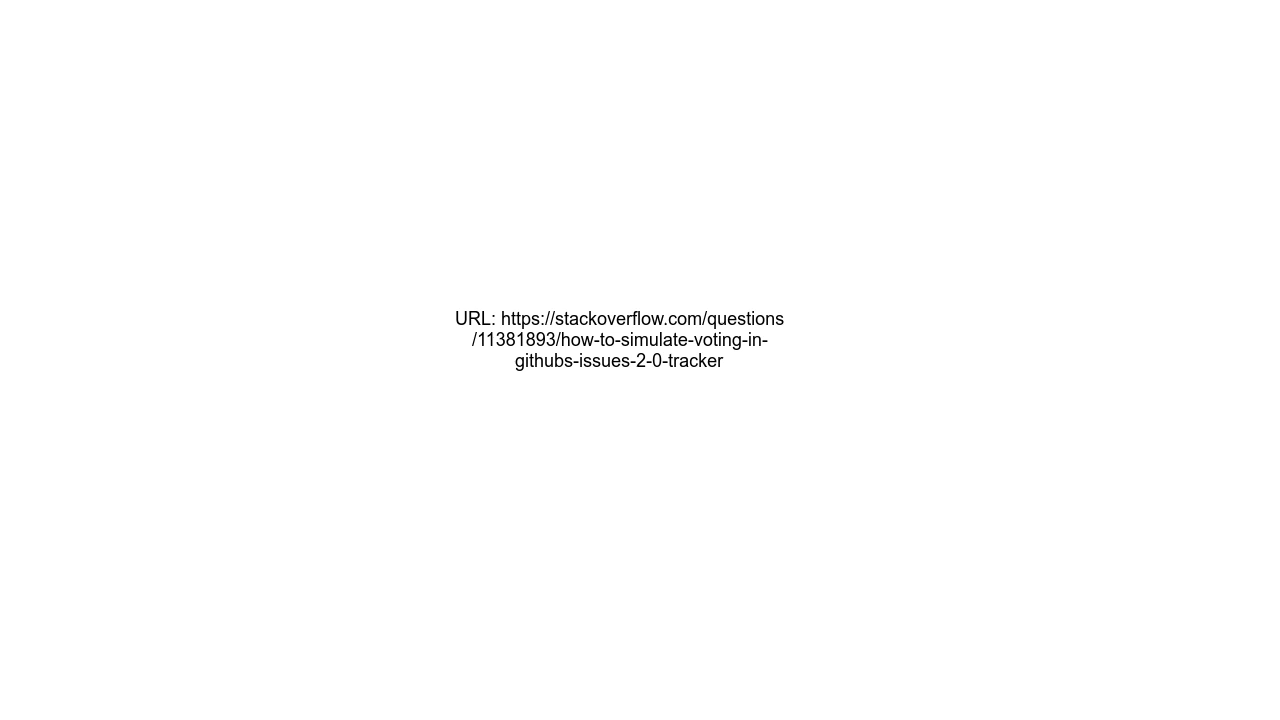 URL: https://stackoverflow.com/questions
/11381893/how-to-simulate-voting-in-
githubs-issues-2-0-tracker